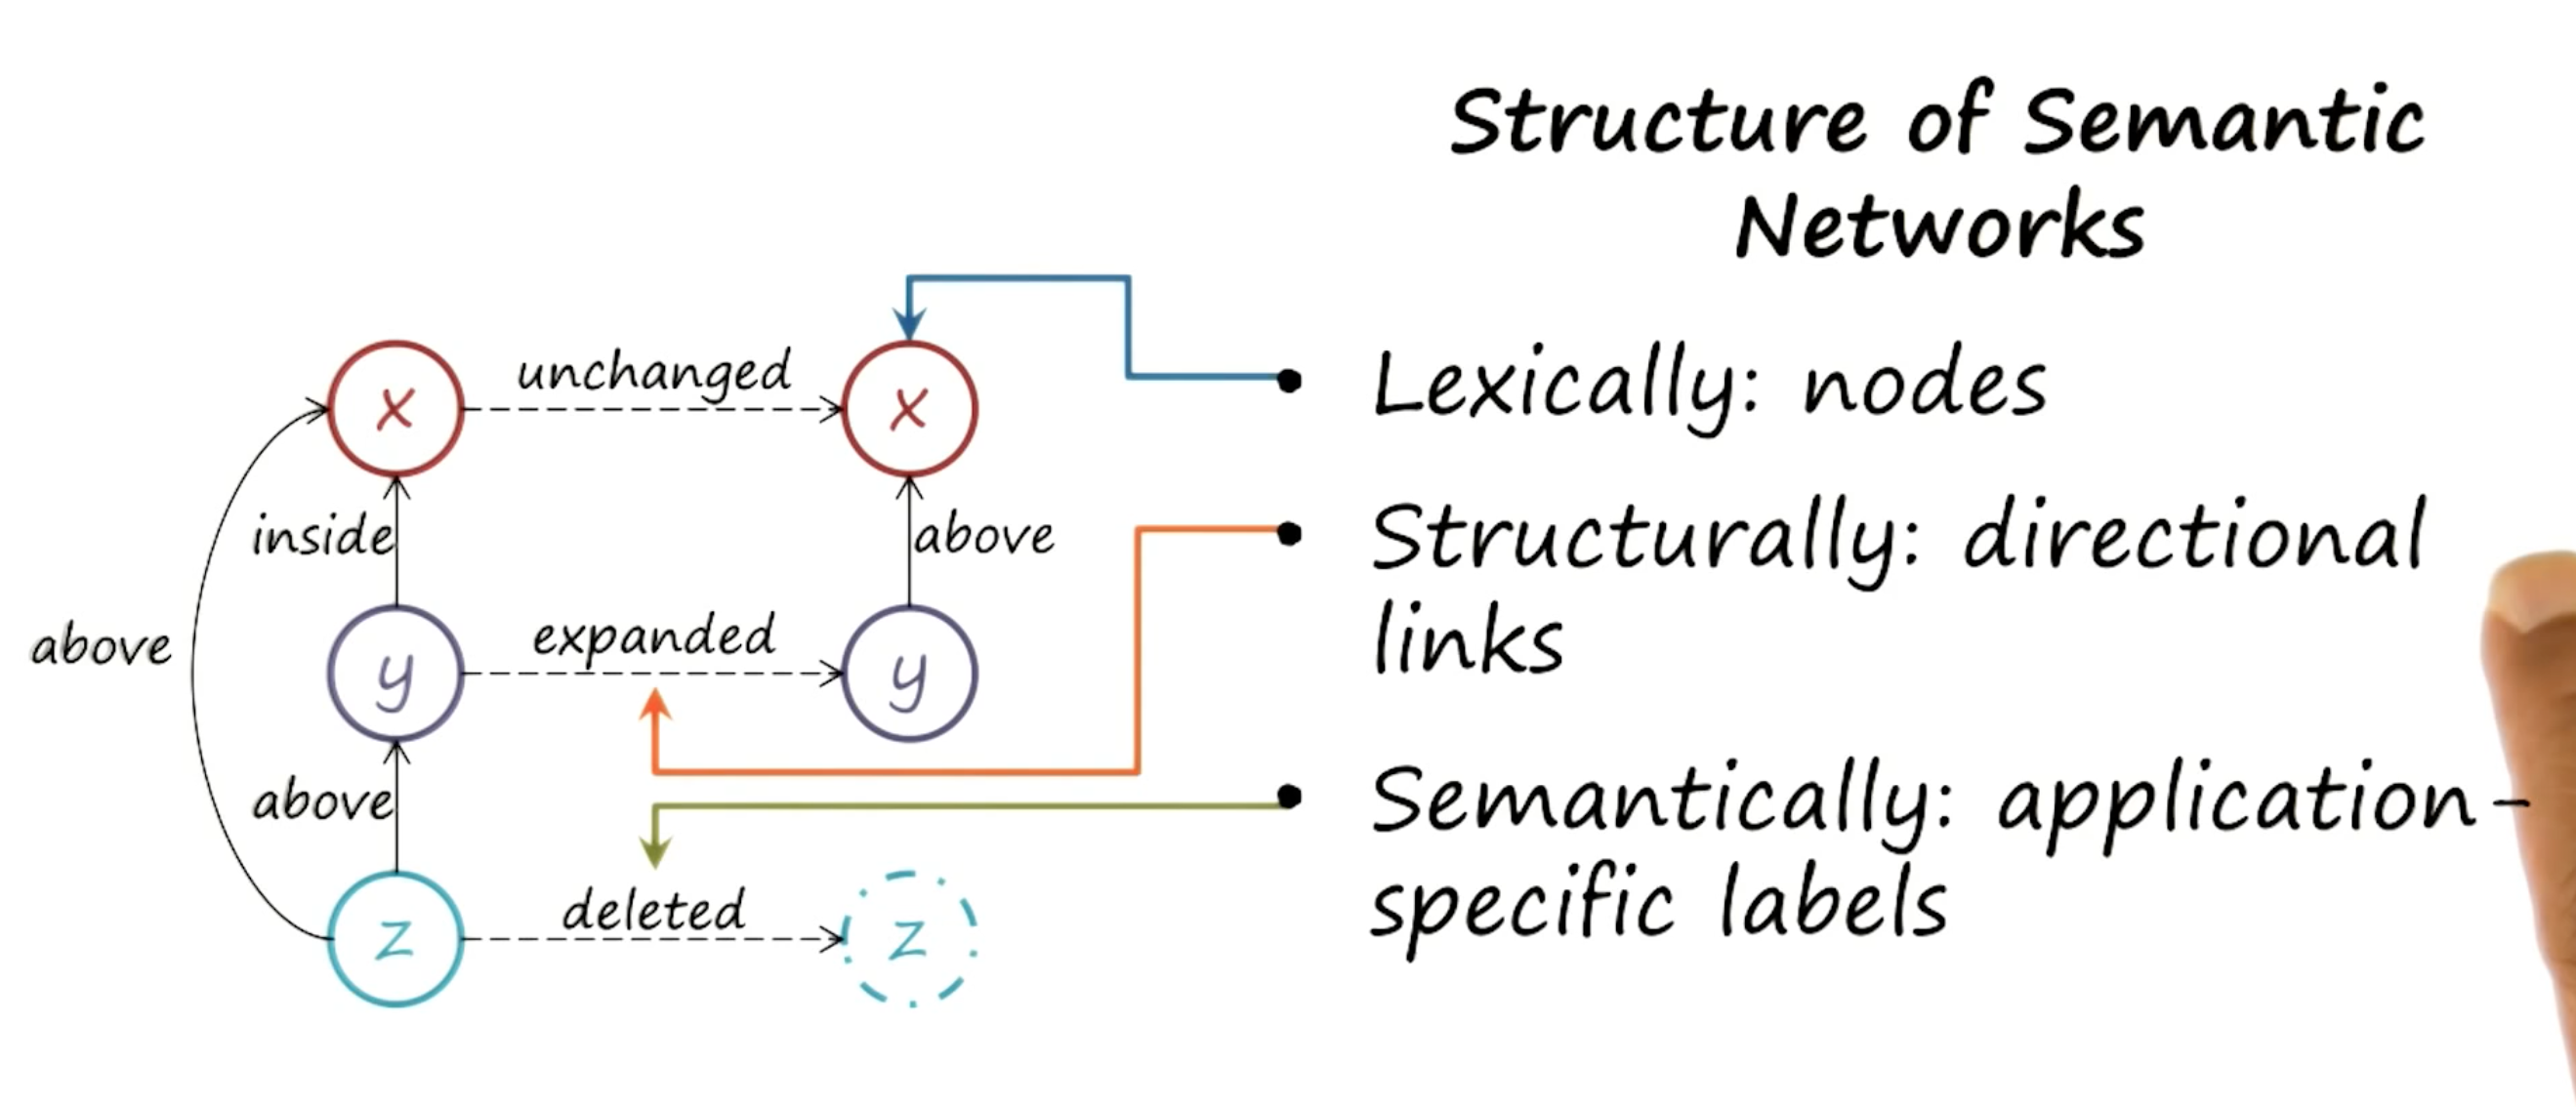 Structure of Semantic
Networks
Lexically: nodes
Structurally: directional
links
Semantically: application-
specific labels
x
unchanged
x
inside
above
above
y
expanded
y
above
z
deleted
z